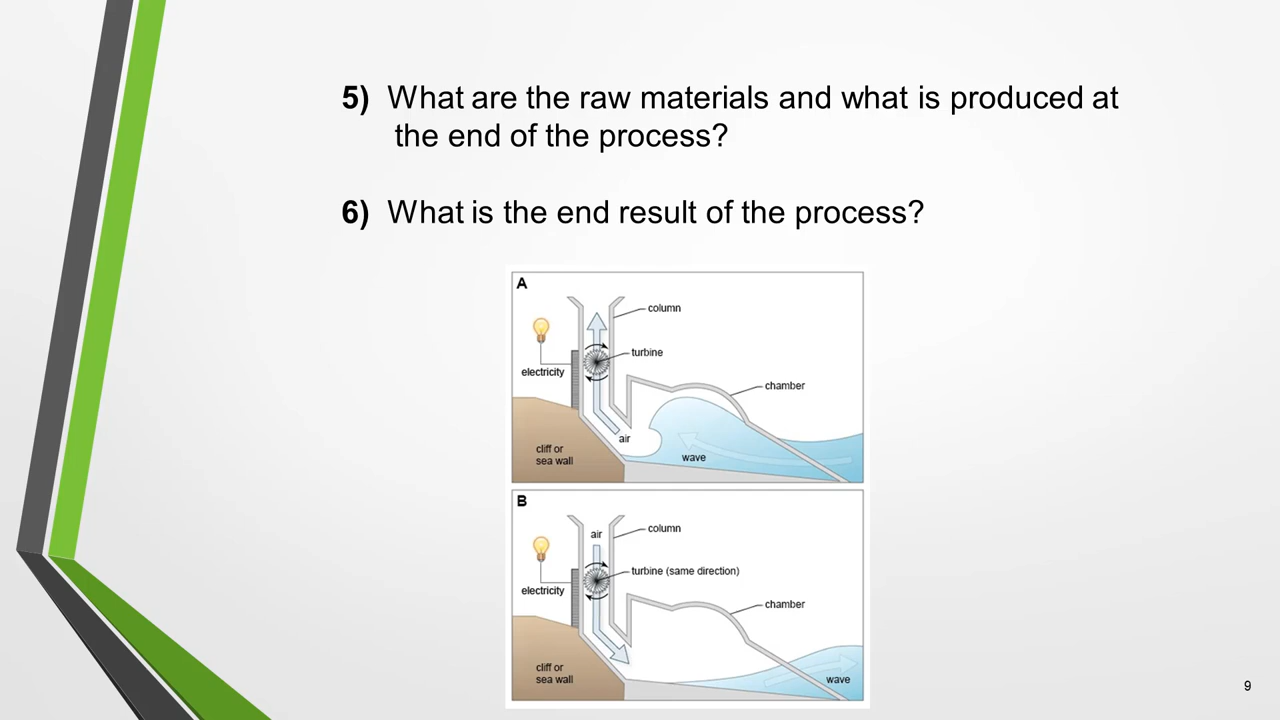 5) What are the raw materials and what is produced at
the end of the process?
6) What is the end result of the process?
A
column
turbine
electricity
chamber
air
cliff or
sea wall
wave
B
air
column
turbine (same direction)
electricity
chamber
cliff or
sea wall
wave
9